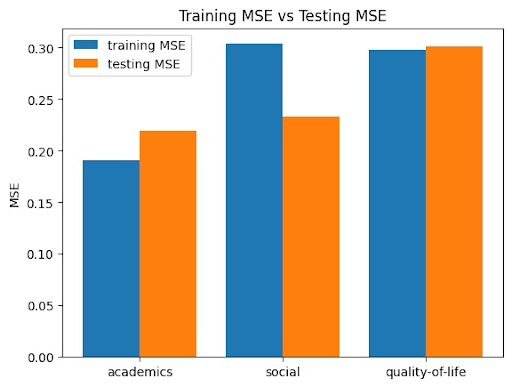 Training MSE vs Testing MSE
training MSE
testing MSE
MSE
0.30
0.25
0.20
0.15
0.10
0.05
0.00
academics social quality-of-life